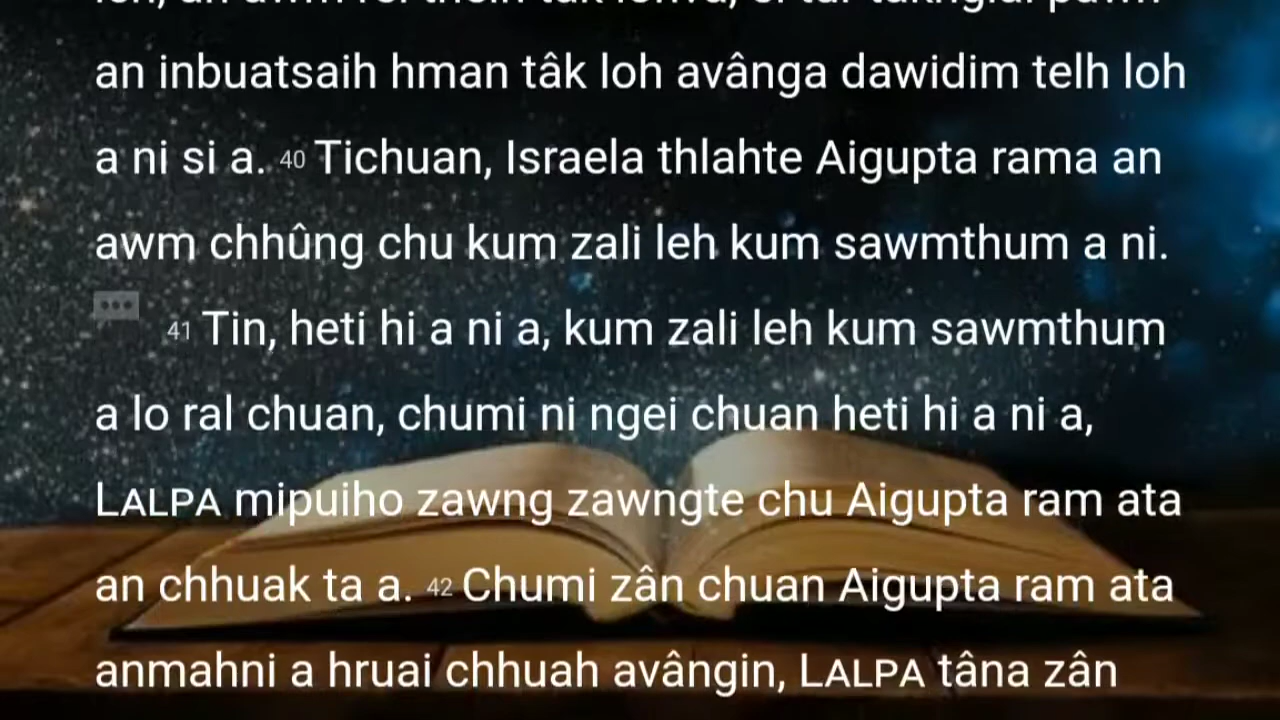 an inbuatsaih hman tâk loh avânga dawidim telh loh
a ni si a. 40 Tichuan, Israela thlahte Aigupta rama an
awm chhûng chu kum zali leh kum sawmthum a ni.
41 Tin, heti hi a ni a, kum zali leh kum sawmthum
a lo ral chuan, chumi ni ngei chuan heti hi a ni a,
LALPA mipuiho zawng zawngte chu Aigupta ram ata
an chhuak ta a. 42 Chumi zân chuan Aigupta ram ata
anmahni a hruai chhuah avângin, LALPA tâna zân